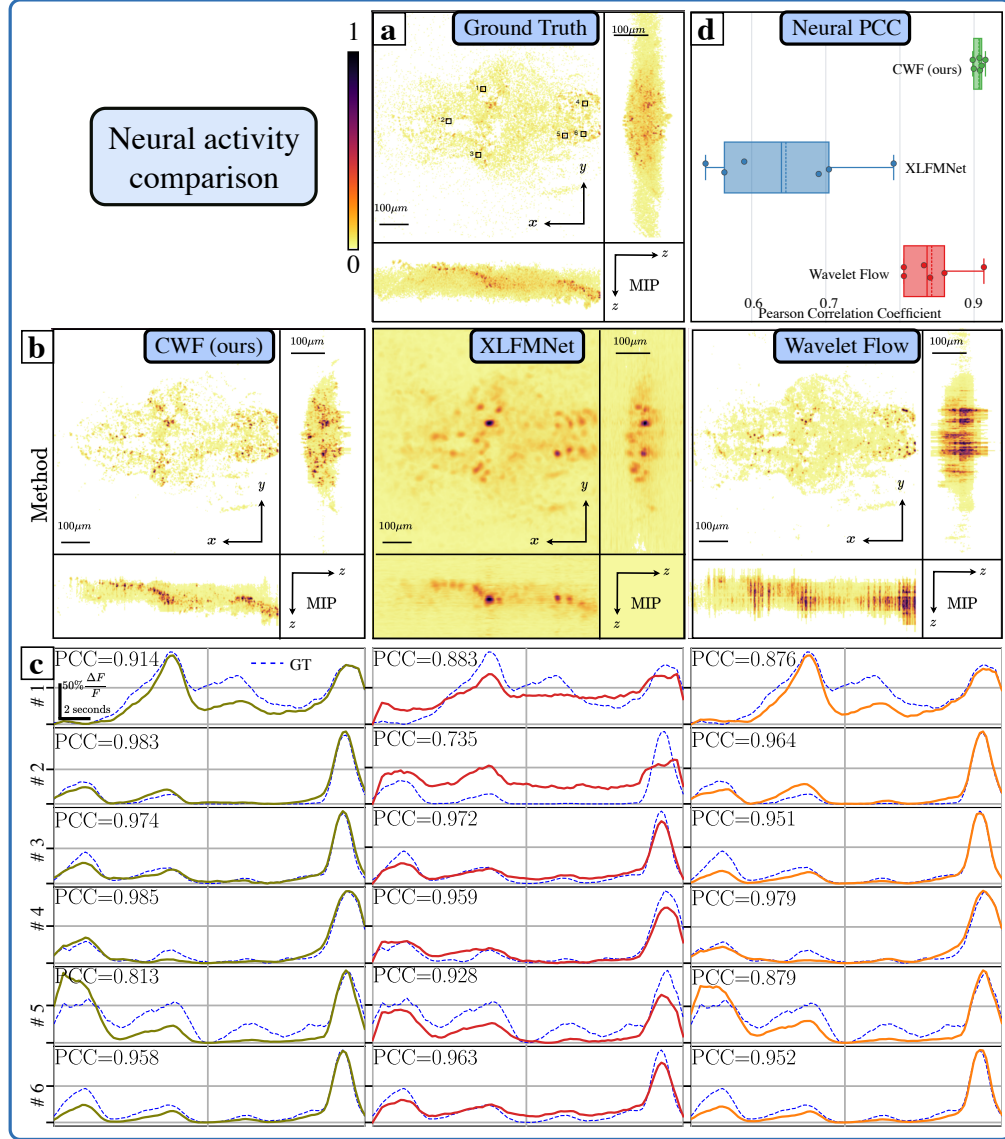 Neural activity
comparison
1
0
a
Ground Truth
100μm
1
2
3
4
5
6
100μm
y
x
z
z
MIP
d
Neural PCC
CWF (ours)
XLFMNet
Wavelet Flow
0.6
0.7
0.9
Pearson Correlation Coefficient
b
Method
CWF (ours)
100μm
100μm
y
x
z
z
MIP
XLFMNet
100μm
100μm
y
x
z
z
MIP
Wavelet Flow
100μm
100μm
y
x
z
z
MIP
c
# 1
PCC=0.914
GT
50% ΔF/F
2 seconds
PCC=0.883
PCC=0.876
# 2
PCC=0.983
PCC=0.735
PCC=0.964
# 3
PCC=0.974
PCC=0.972
PCC=0.951
# 4
PCC=0.985
PCC=0.959
PCC=0.979
# 5
PCC=0.813
PCC=0.928
PCC=0.879
# 6
PCC=0.958
PCC=0.963
PCC=0.952